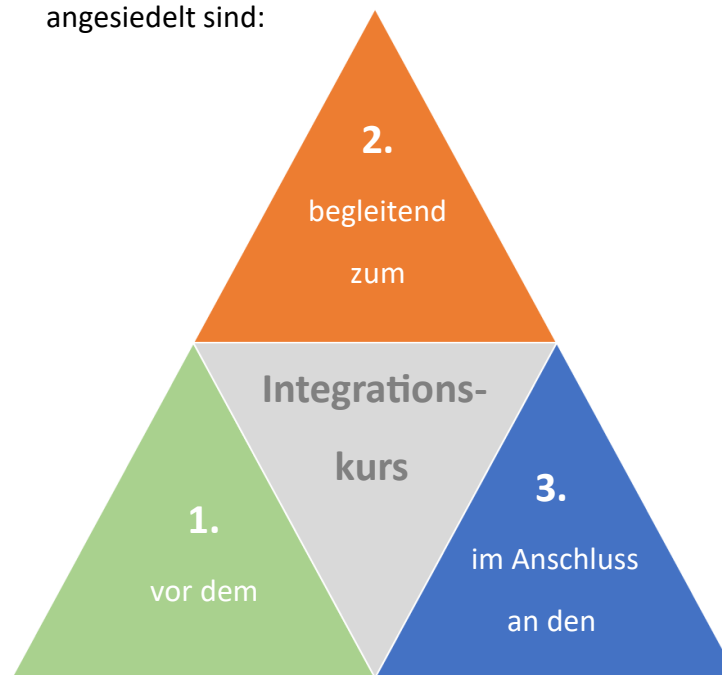 angesiedelt sind:
2.
begleitend
zum
Integrations-
kurs
1.
vor dem
3.
im Anschluss
an den